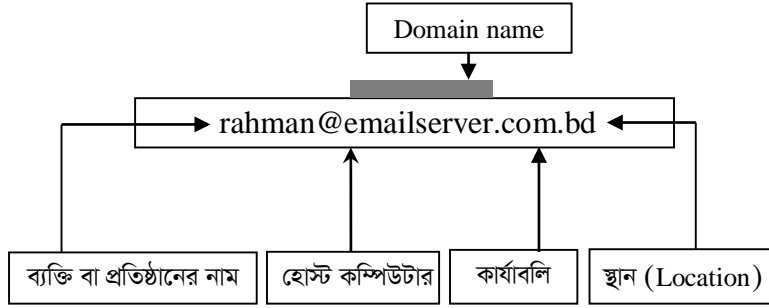 Domain name
rahman@emailserver.com.bd
ব্যক্তি বা প্রতিষ্ঠানের নাম
হোস্ট কম্পিউটার
কার্যাবলি
স্থান (Location)